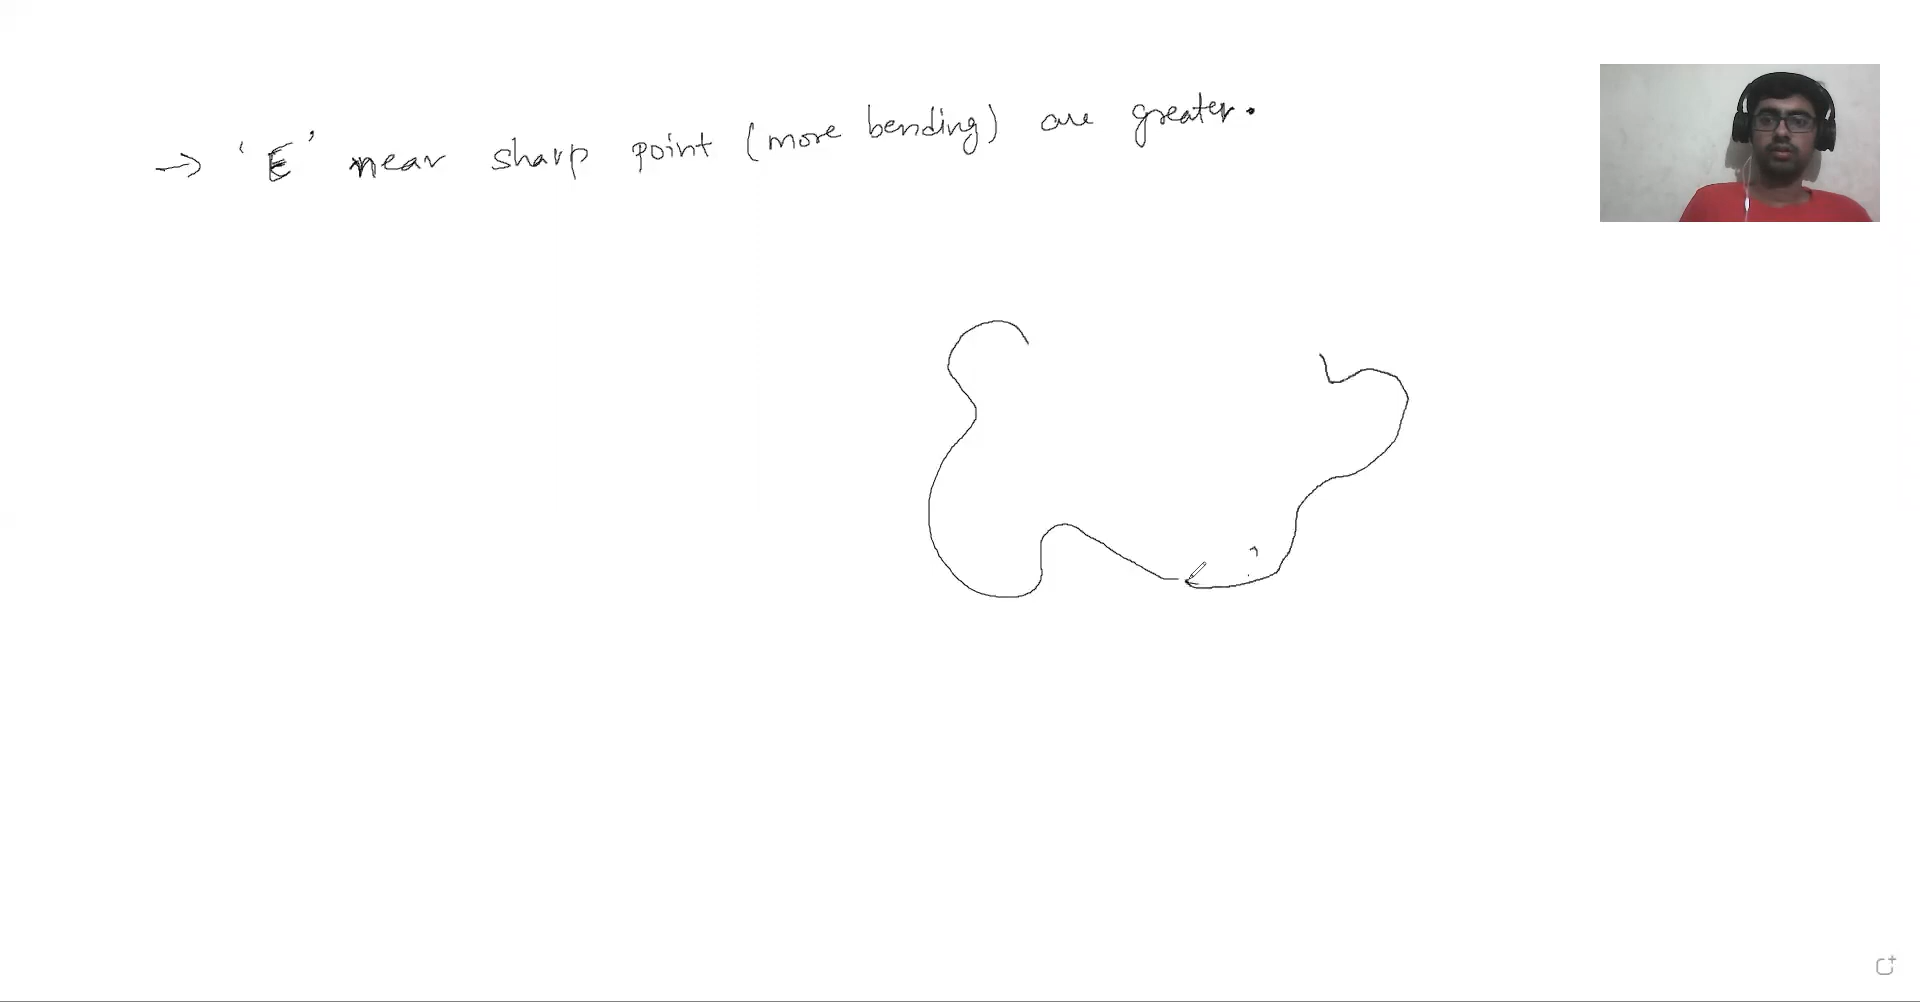 → 'E' near sharp point (more bending) are greater.
?